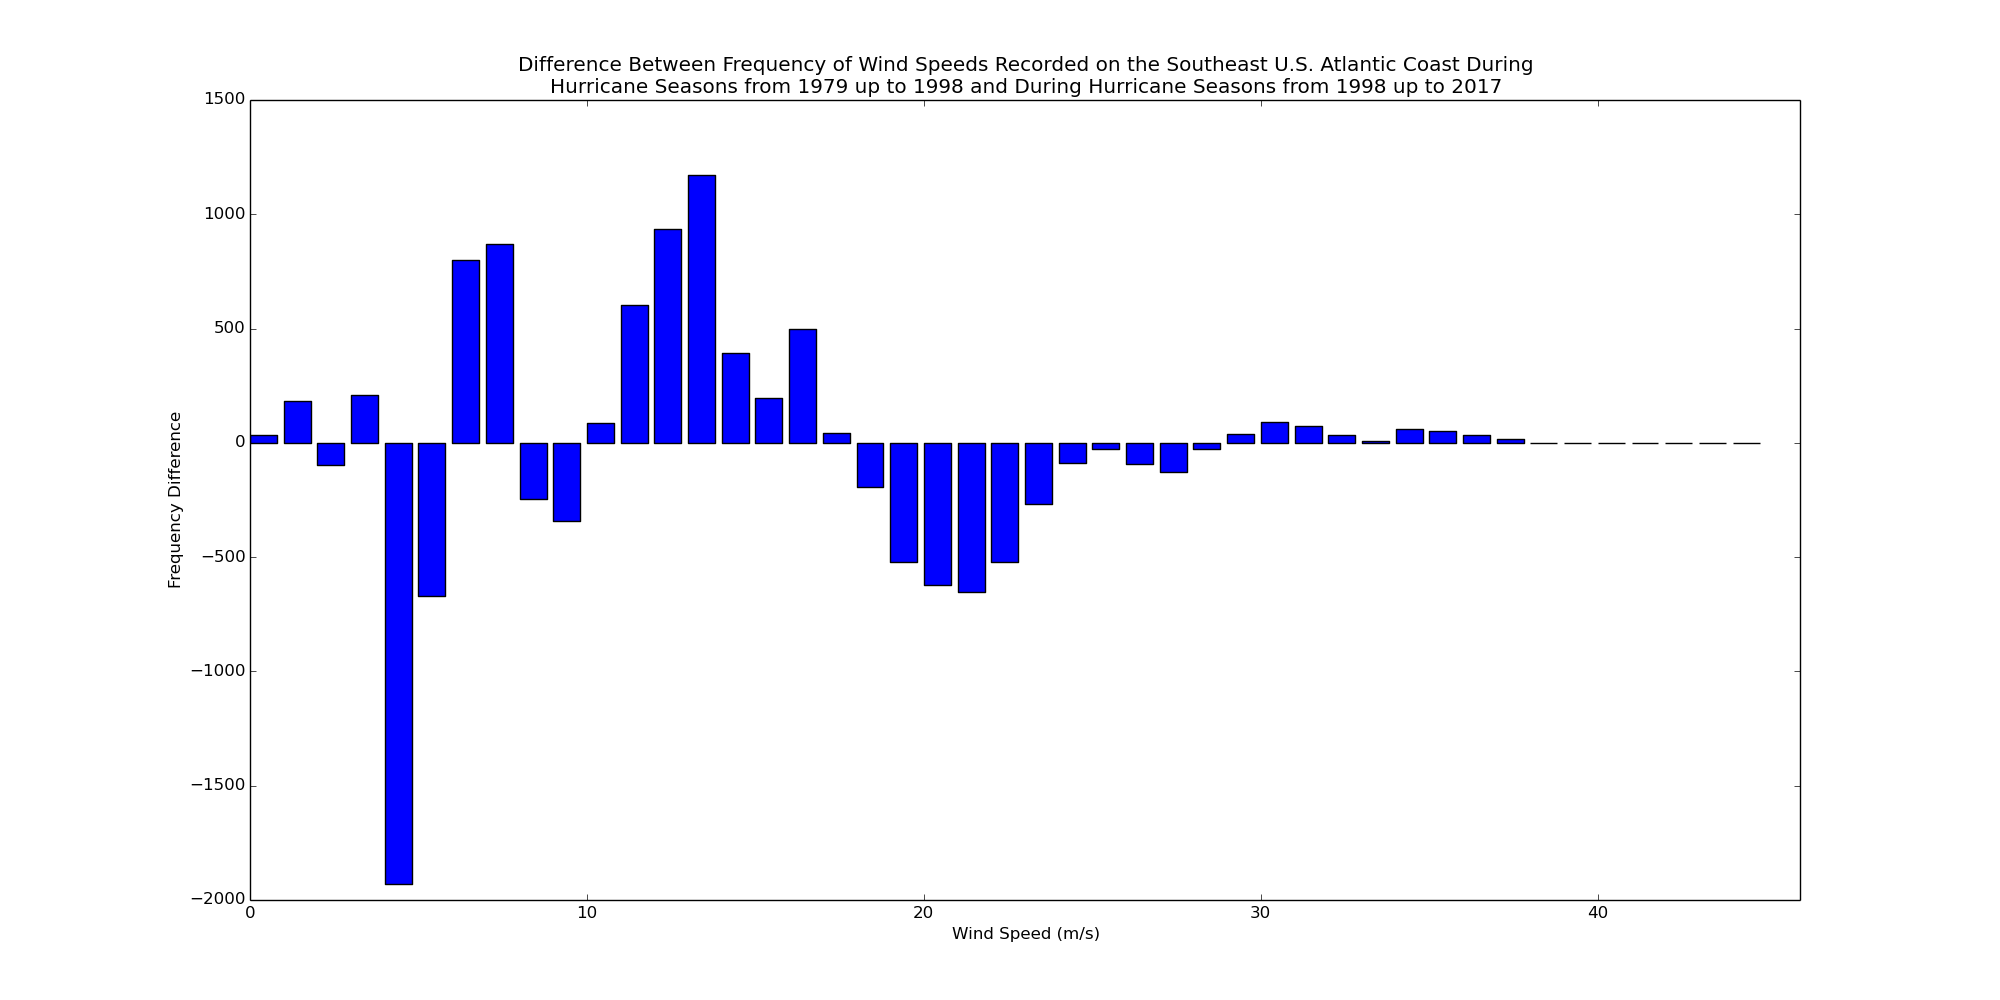 Difference Between Frequency of Wind Speeds Recorded on the Southeast U.S. Atlantic Coast During
Hurricane Seasons from 1979 up to 1998 and During Hurricane Seasons from 1998 up to 2017
1500
1000
500
0
−500
−1000
−1500
−2000
Frequency Difference
0 10 20 30 40
Wind Speed (m/s)